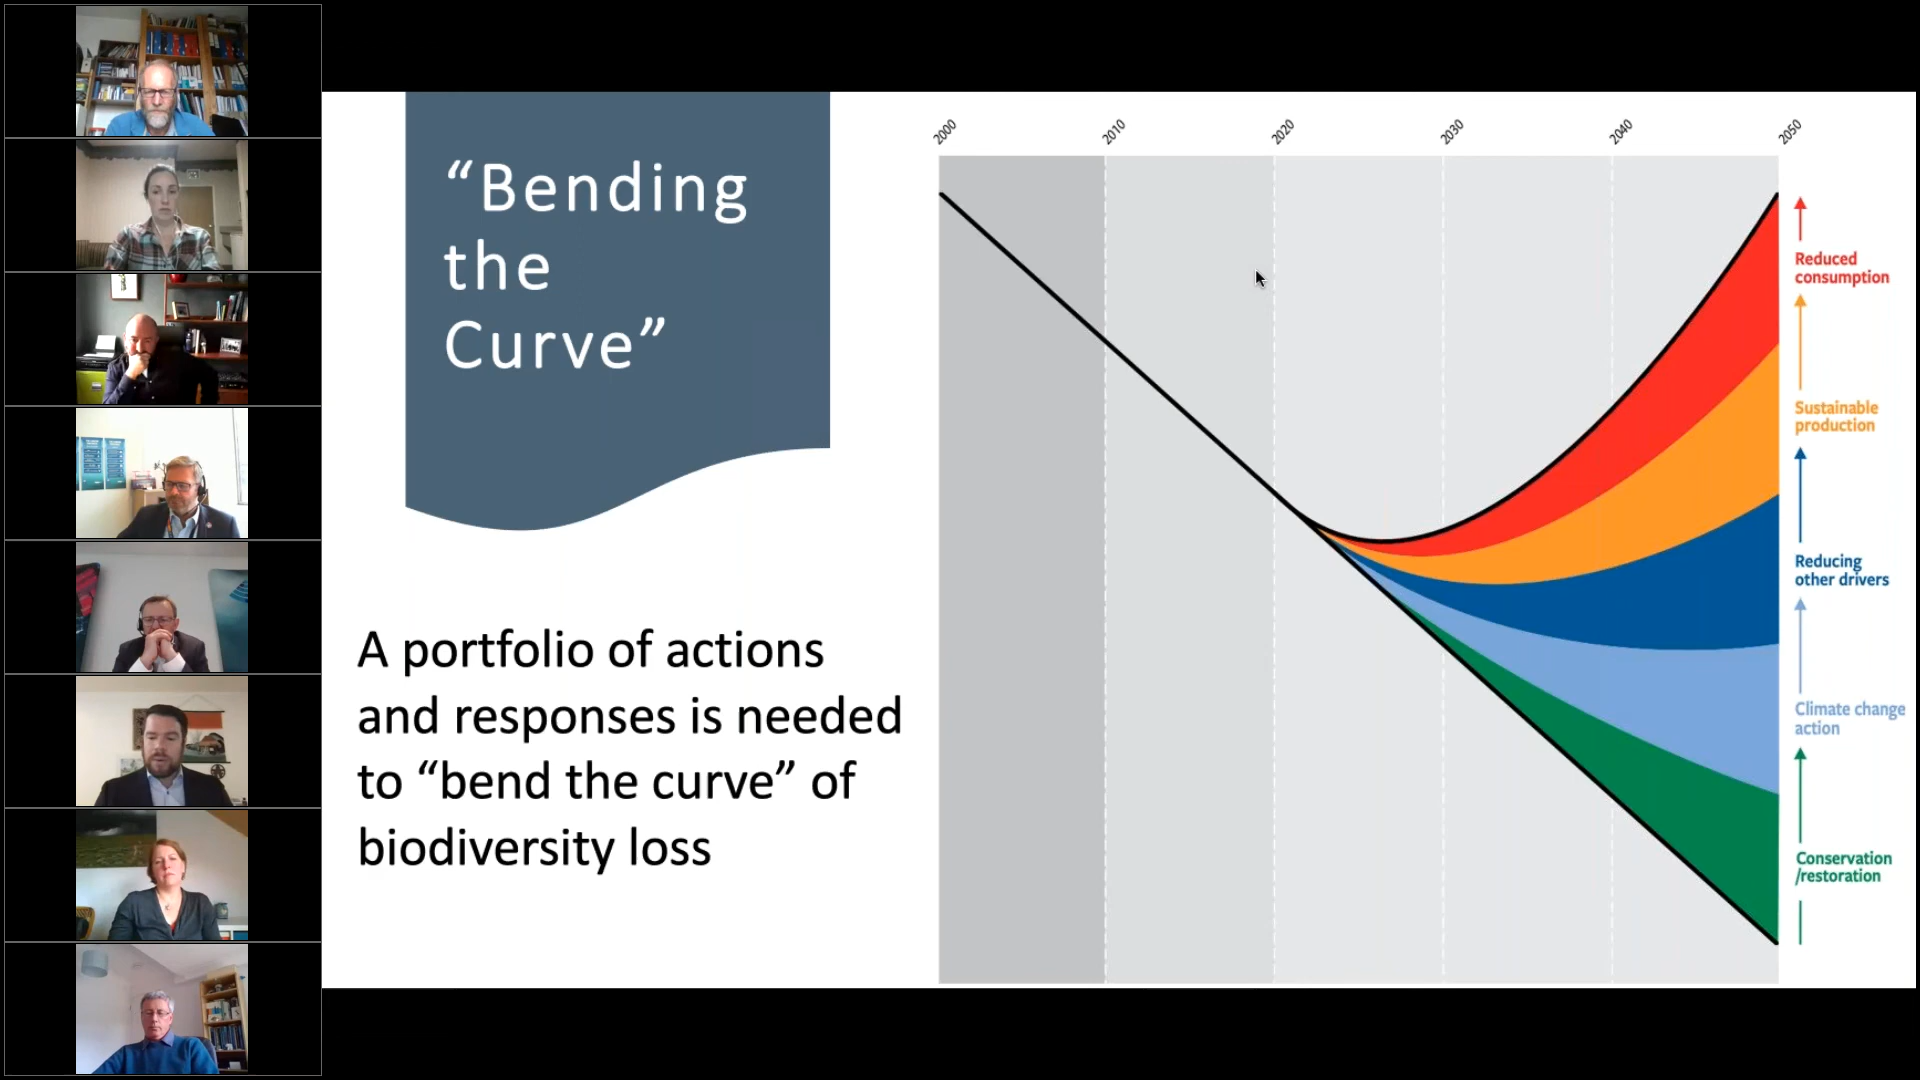 “Bending
the
Curve”
A portfolio of actions
and responses is needed
to “bend the curve” of
biodiversity loss
2000
2010
2020
2030
2040
2050
Reduced
consumption
Sustainable
production
Reducing
other drivers
Climate change
action
Conservation
/restoration